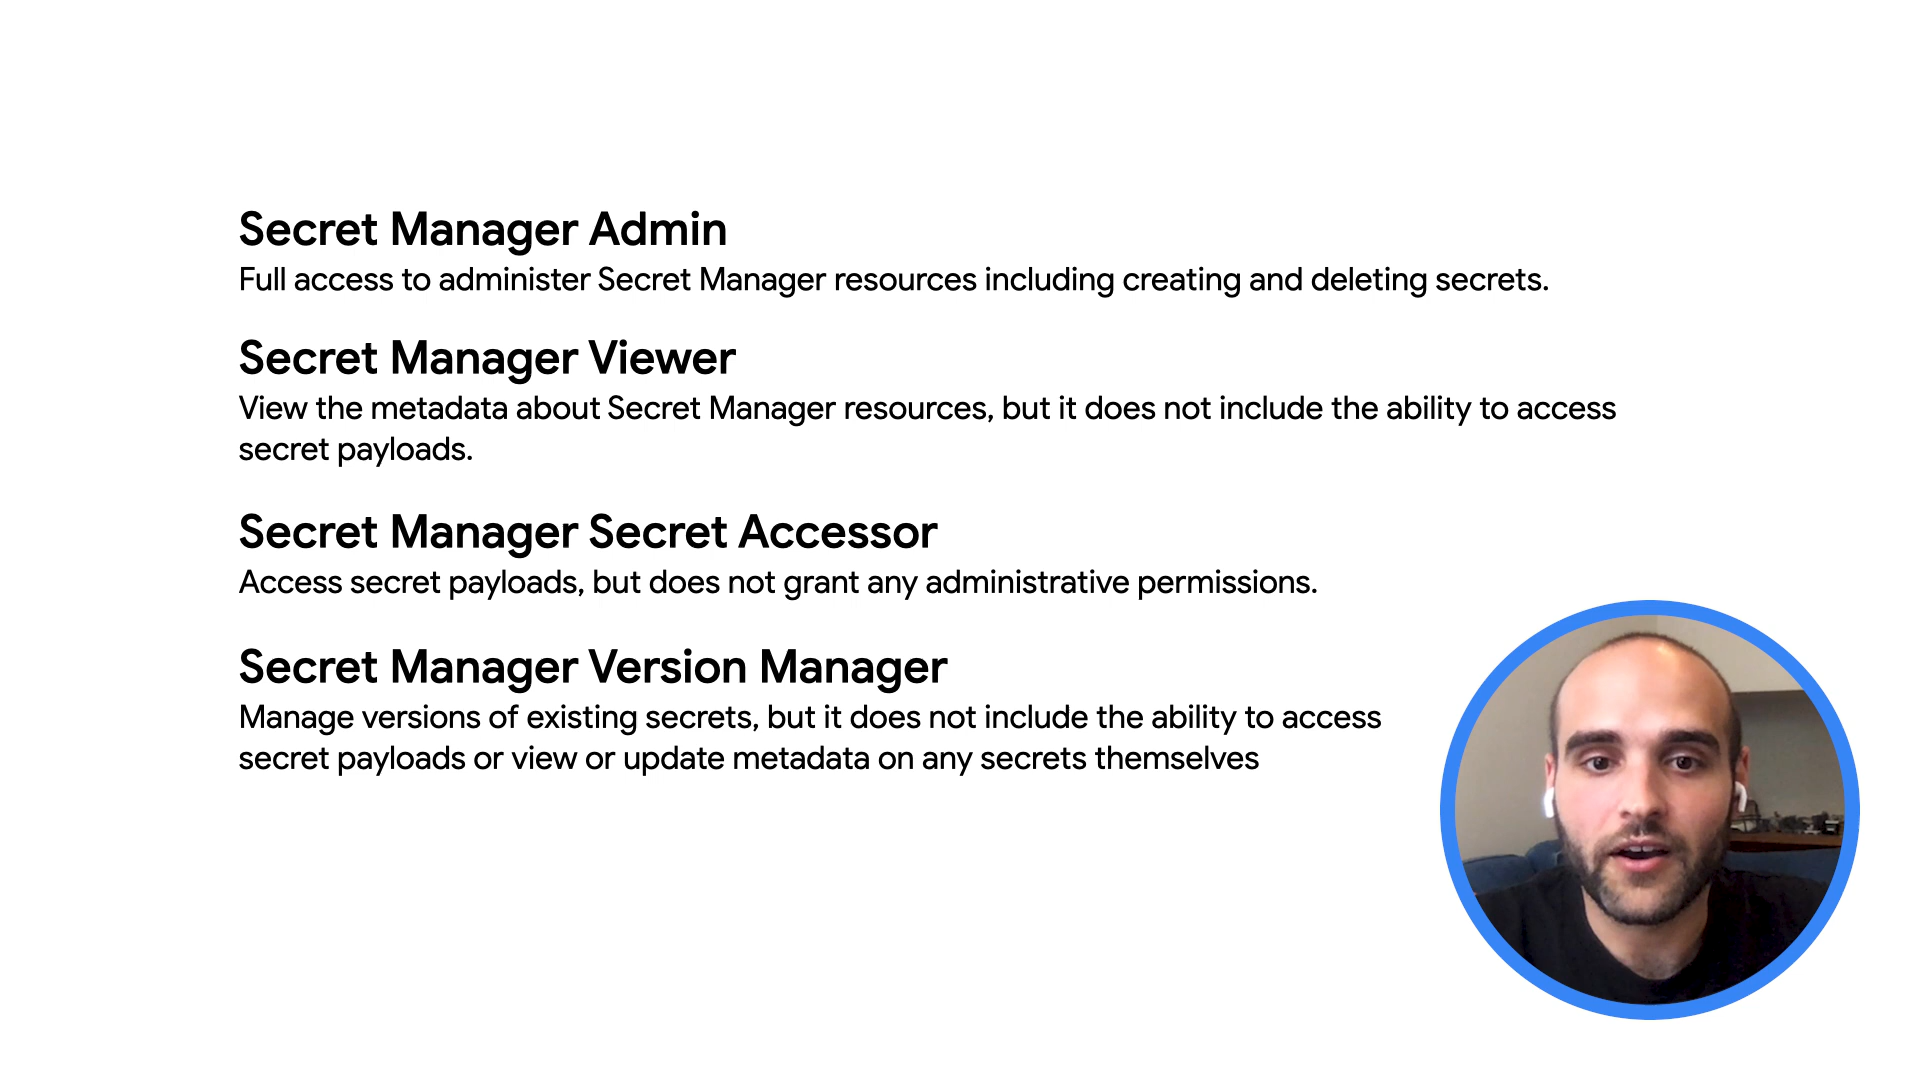 Secret Manager Admin
Full access to administer Secret Manager resources including creating and deleting secrets.
Secret Manager Viewer
View the metadata about Secret Manager resources, but it does not include the ability to access
secret payloads.
Secret Manager Secret Accessor
Access secret payloads, but does not grant any administrative permissions.
Secret Manager Version Manager
Manage versions of existing secrets, but it does not include the ability to access
secret payloads or view or update metadata on any secrets themselves